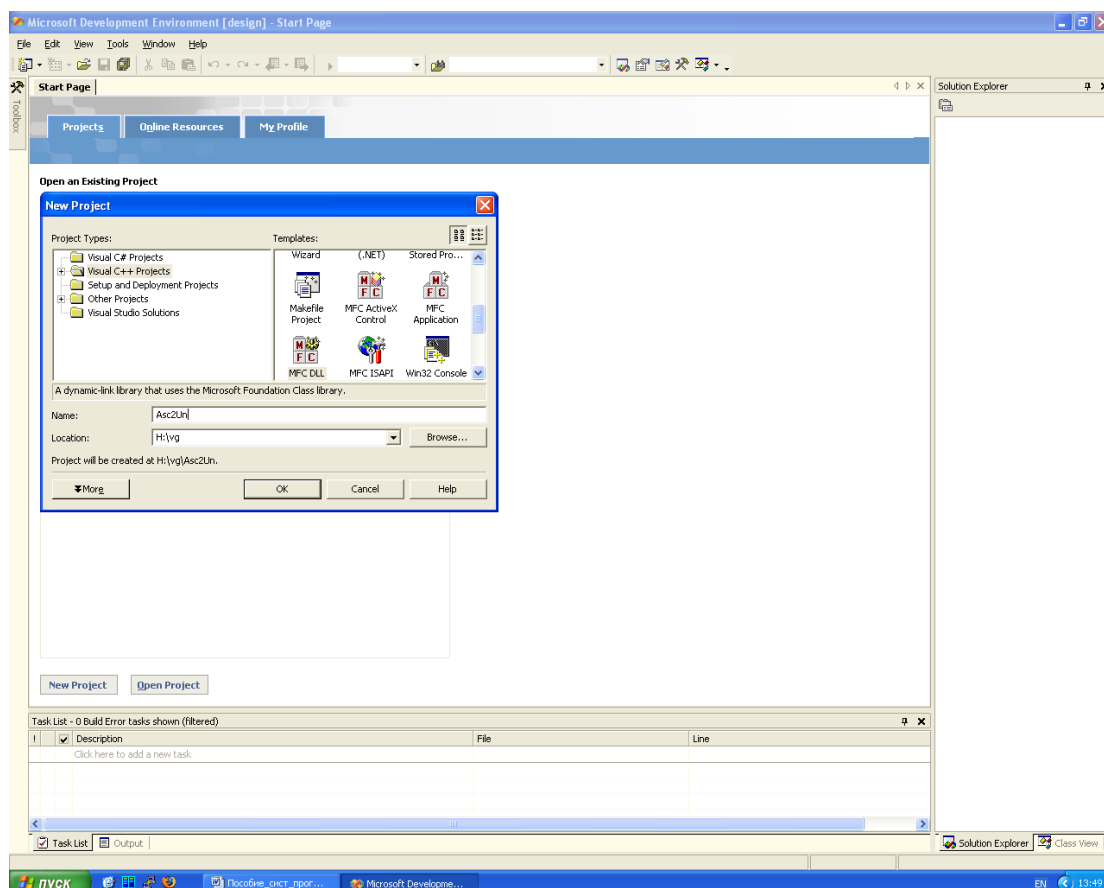 Microsoft Development Environment [design] - Start Page
File Edit View Tools Window Help
Toolbox
Start Page
Solution Explorer
Projects Online Resources My Profile
Open an Existing Project
New Project
Project Types:
Templates:
Visual C# Projects
Visual C++ Projects
Setup and Deployment Projects
Other Projects
Visual Studio Solutions
Wizard (.NET) Stored Pro...
Makefile Project
MFC ActiveX Control
MFC Application
MFC DLL
MFC ISAPI
Win32 Console
A dynamic-link library that uses the Microsoft Foundation Class library.
Name: Asc2Un
Location: H:\vg
Browse...
Project will be created at H:\vg\Asc2Un.
More
OK
Cancel
Help
New Project
Open Project
Task List - 0 Build Error tasks shown (filtered)
! Description File Line
Click here to add a new task
Task List Output
Solution Explorer Class View
пуск
Пособие_сист_прог...
Microsoft Developme...
EN 13:49